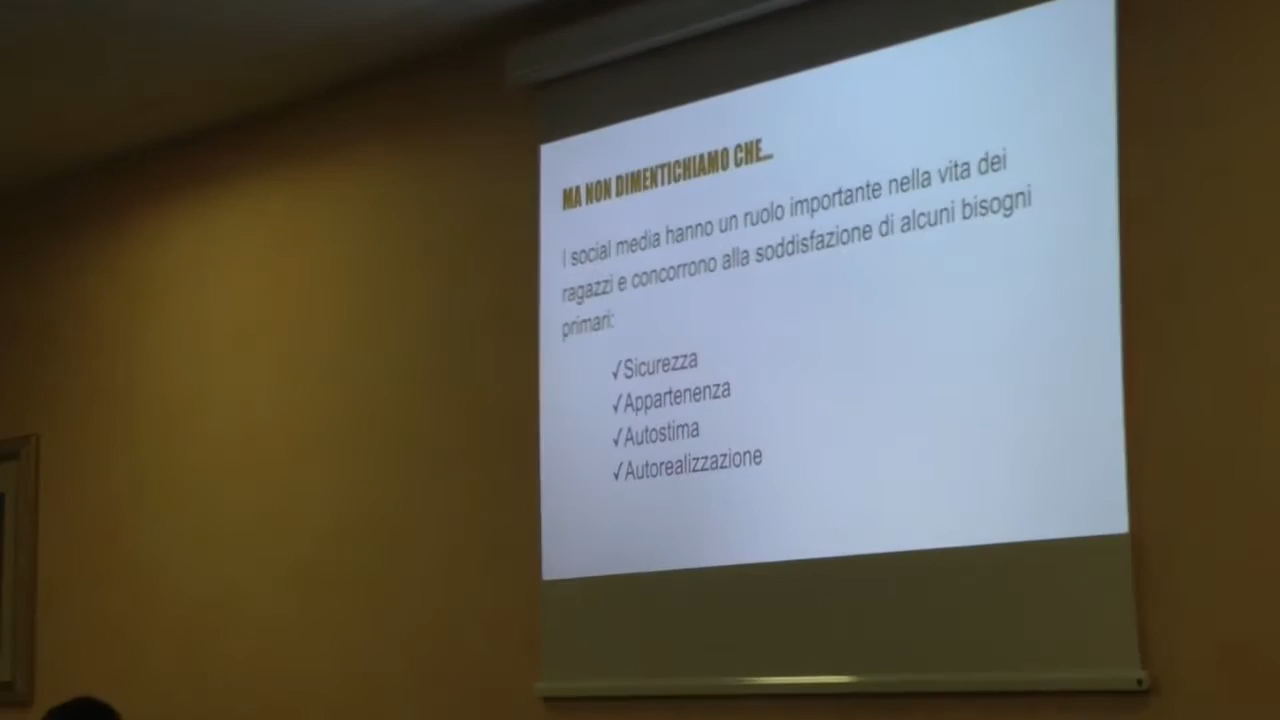 MA NON DIMENTICHIAMO CHE...
I social media hanno un ruolo importante nella vita dei
ragazzi e concorrono alla soddisfazione di alcuni bisogni
primari:
✓Sicurezza
✓Appartenenza
✓Autostima
✓Autorealizzazione